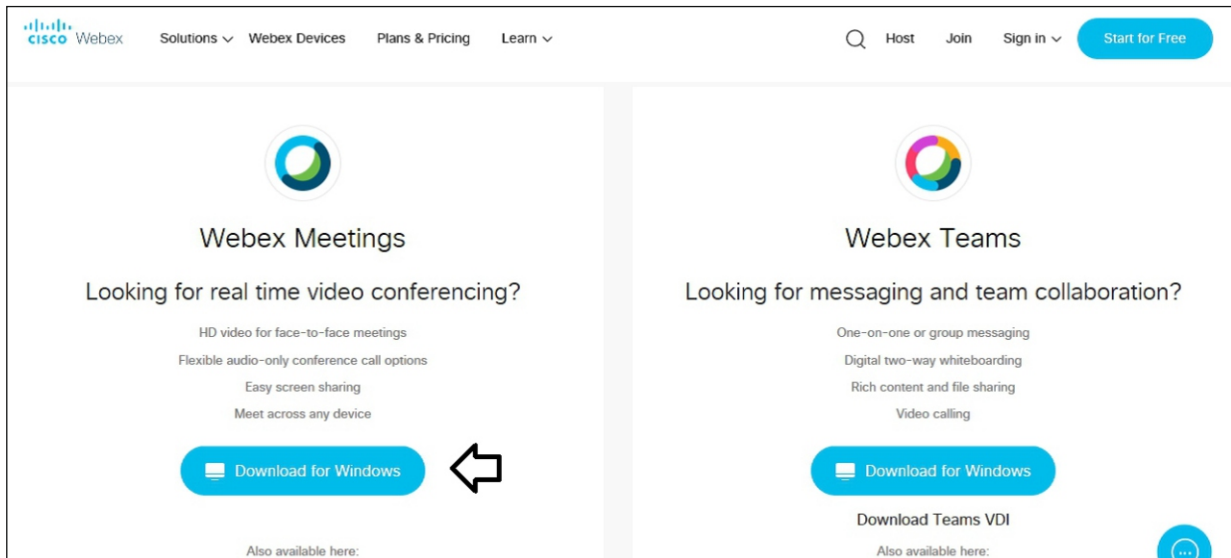 CISCO Webex
Solutions
Webex Devices
Plans & Pricing
Learn
Host
Join
Sign in
Start for Free
Webex Meetings
Looking for real time video conferencing?
HD video for face-to-face meetings
Flexible audio-only conference call options
Easy screen sharing
Meet across any device
Download for Windows
Also available here:
Webex Teams
Looking for messaging and team collaboration?
One-on-one or group messaging
Digital two-way whiteboarding
Rich content and file sharing
Video calling
Download for Windows
Download Teams VDI
Also available here: